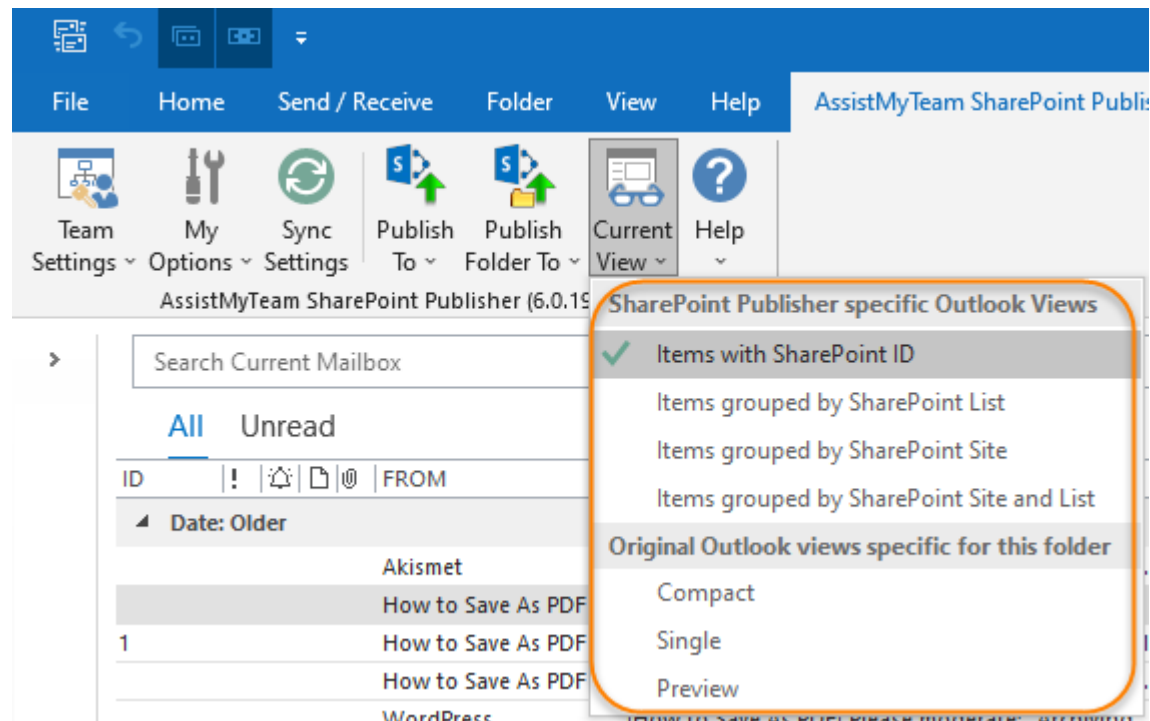 File Home Send / Receive Folder View Help AssistMyTeam SharePoint
Team Settings
My Options
Sync Settings
Publish To
Publish Folder To
Current View
Help
AssistMyTeam SharePoint Publisher (6.0.19
SharePoint Publisher specific Outlook Views
Items with SharePoint ID
Items grouped by SharePoint List
Items grouped by SharePoint Site
Items grouped by SharePoint Site and List
Original Outlook views specific for this folder
Compact
Single
Preview
Search Current Mailbox
All Unread
ID ! FROM
Date: Older
Akismet
How to Save As PDF
1 How to Save As PDF
How to Save As PDF
WordPress